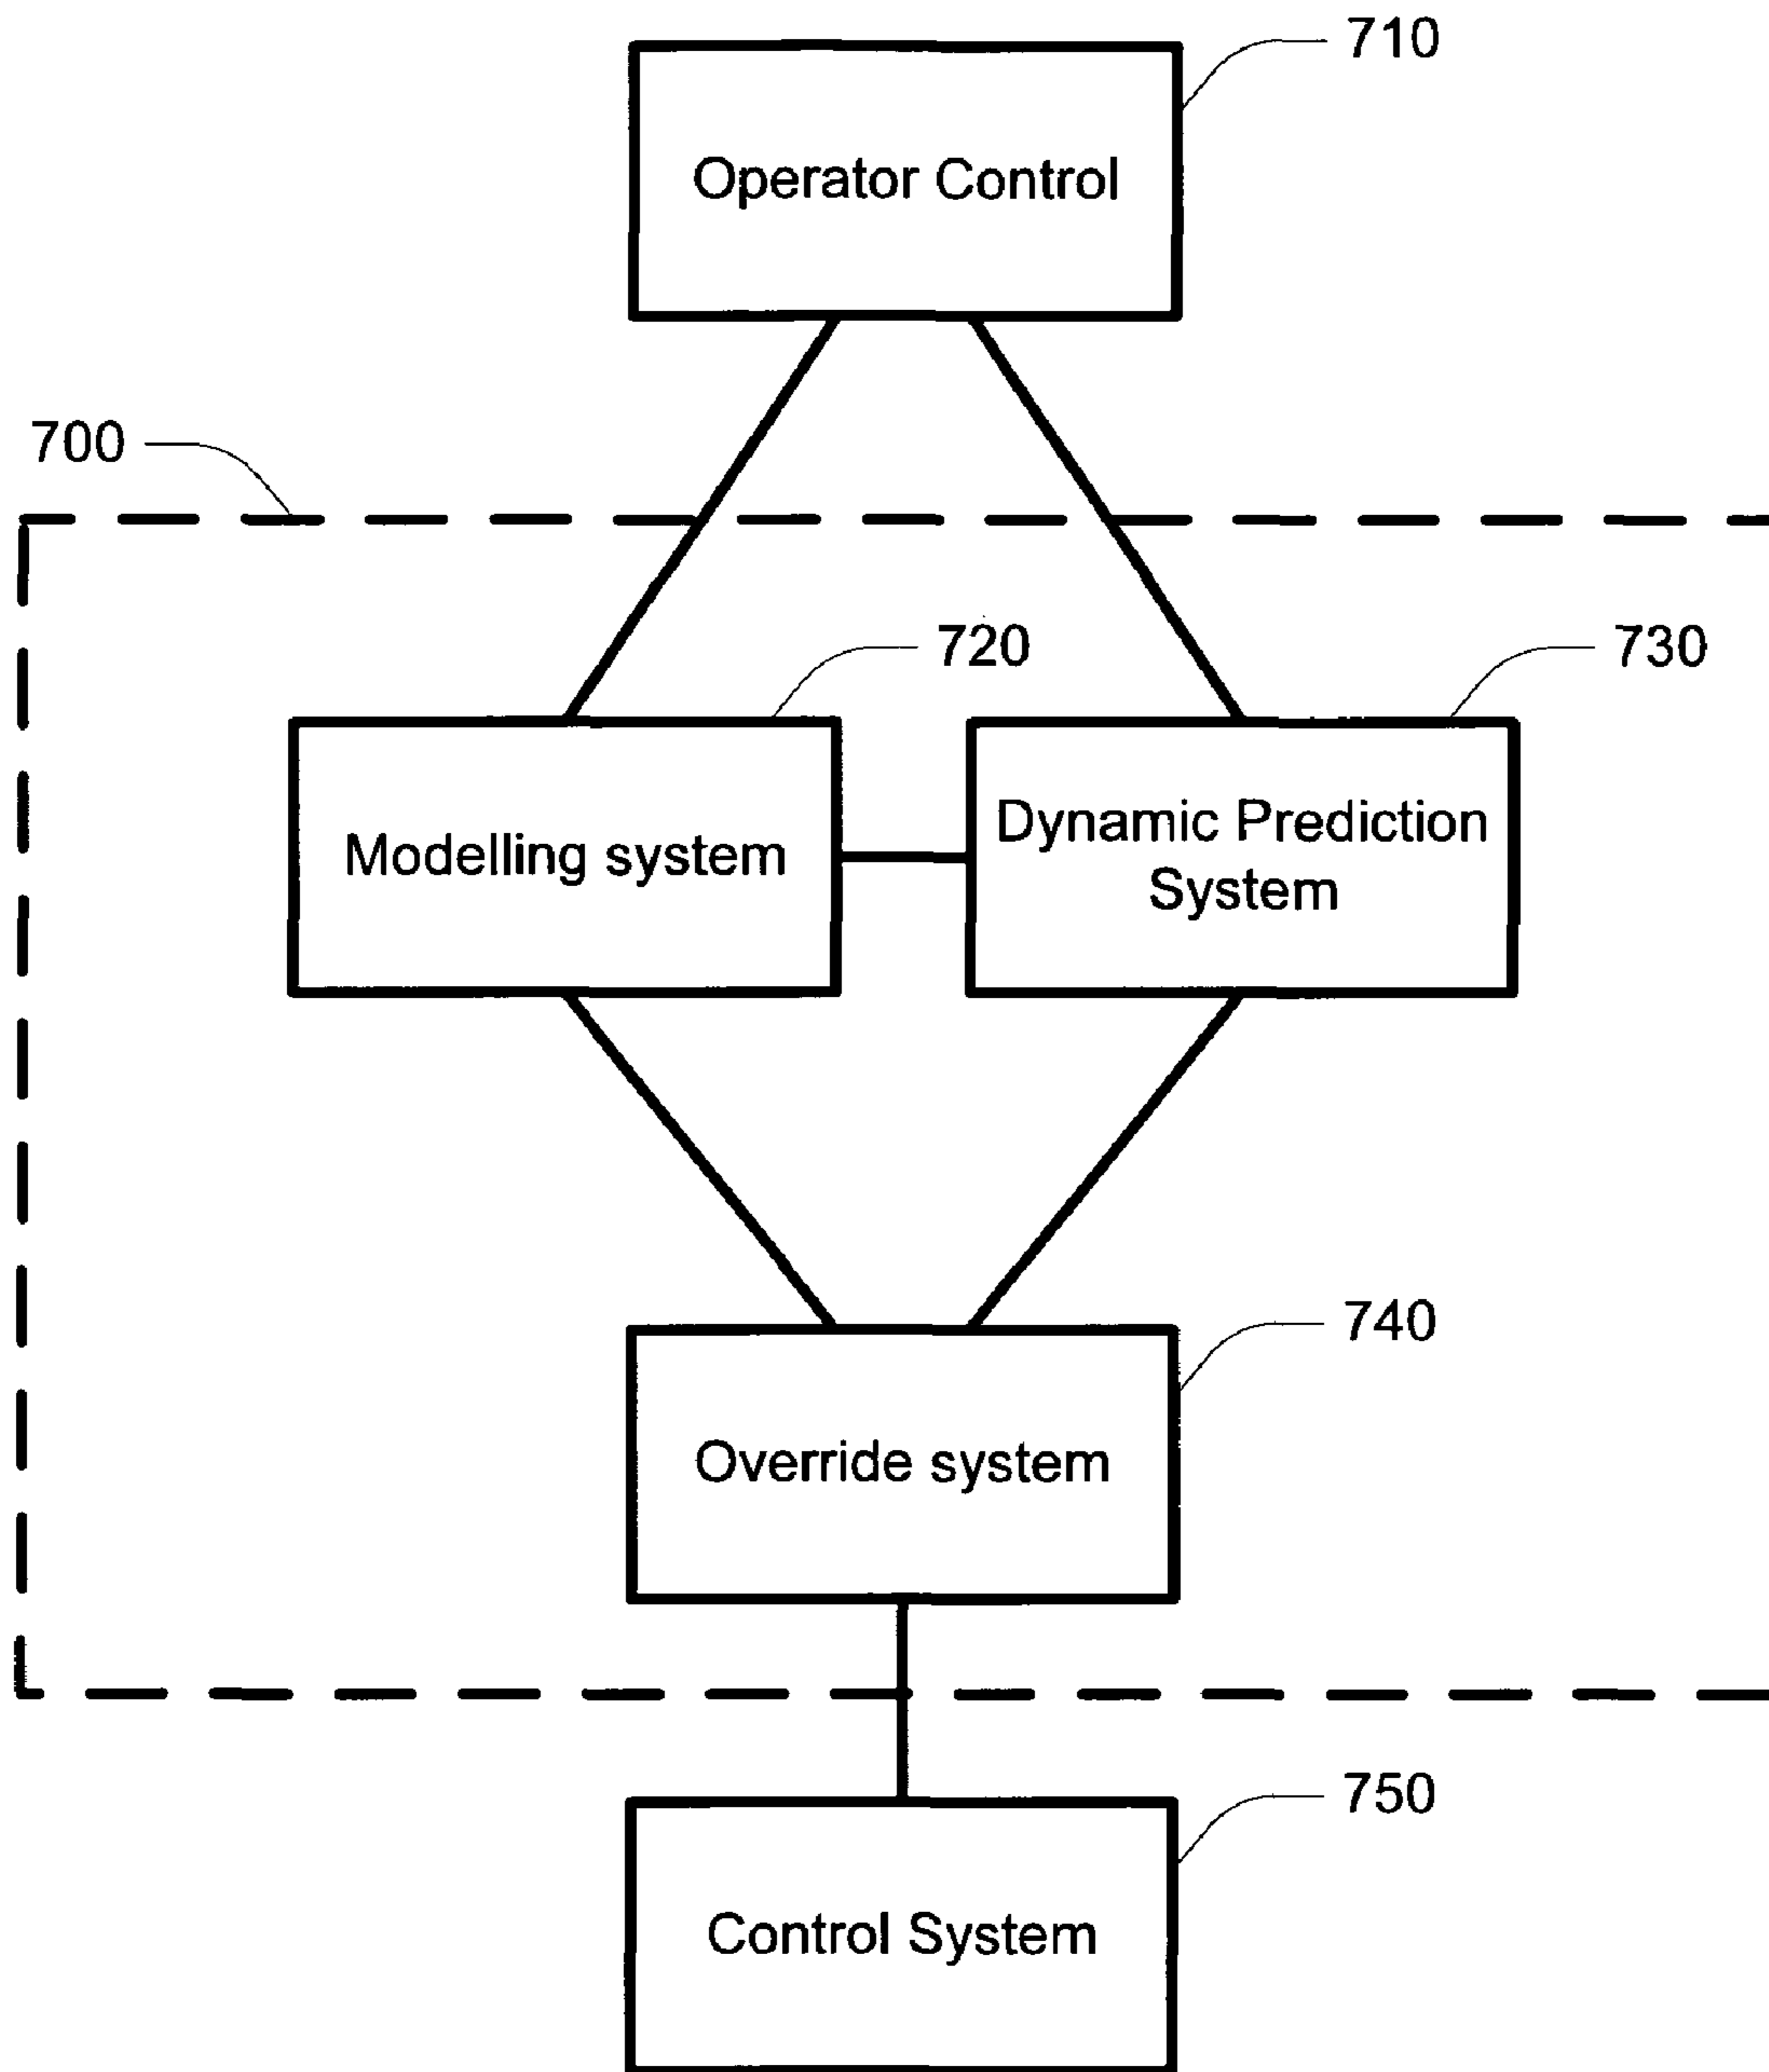 710
Operator Control
700
720
730
Modelling system
Dynamic Prediction
System
740
Override system
750
Control System